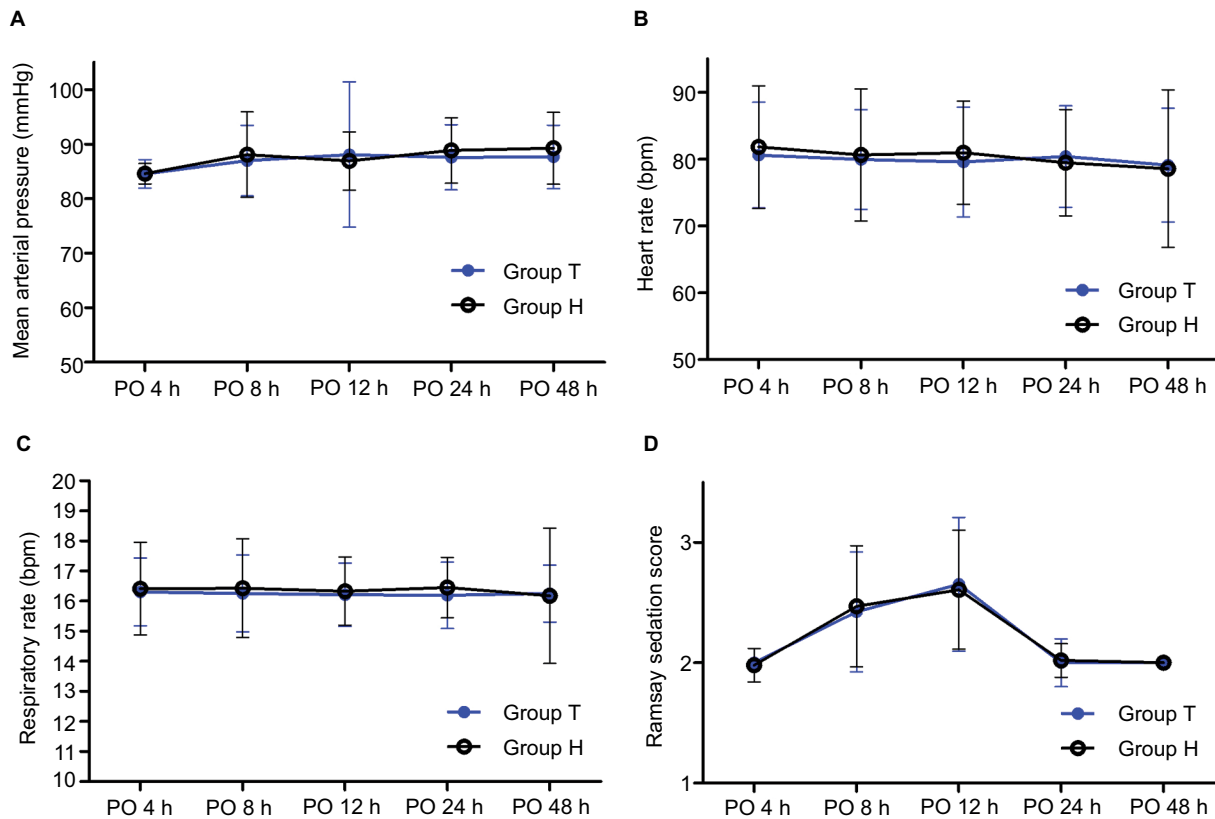 A
Mean arterial pressure (mmHg)
100
90
80
70
60
50
PO 4 h PO 8 h PO 12 h PO 24 h PO 48 h
Group T
Group H
B
Heart rate (bpm)
90
80
70
60
50
PO 4 h PO 8 h PO 12 h PO 24 h PO 48 h
Group T
Group H
C
Respiratory rate (bpm)
20
19
18
17
16
15
14
13
12
11
10
PO 4 h PO 8 h PO 12 h PO 24 h PO 48 h
Group T
Group H
D
Ramsay sedation score
3
2
1
PO 4 h PO 8 h PO 12 h PO 24 h PO 48 h
Group T
Group H